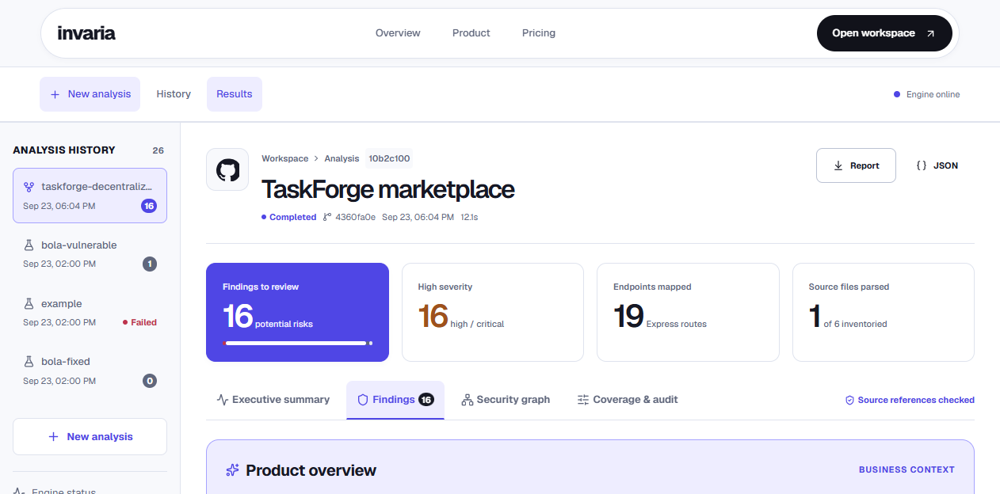 invaria
Overview Product Pricing
Open workspace
New analysis History Results
Engine online
ANALYSIS HISTORY 26
taskforge-decentraliz...
Sep 23, 06:04 PM 16
bola-vulnerable
Sep 23, 02:00 PM 1
example
Sep 23, 02:00 PM Failed
bola-fixed
Sep 23, 02:00 PM 0
New analysis
Engine status
Workspace > Analysis 10b2c100
TaskForge marketplace
Completed 4360fa0e Sep 23, 06:04 PM 12.1s
Report {} JSON
Findings to review
16 potential risks
High severity
16 high / critical
Endpoints mapped
19 Express routes
Source files parsed
1 of 6 inventoried
Executive summary Findings 16 Security graph Coverage & audit
Source references checked
Product overview
BUSINESS CONTEXT